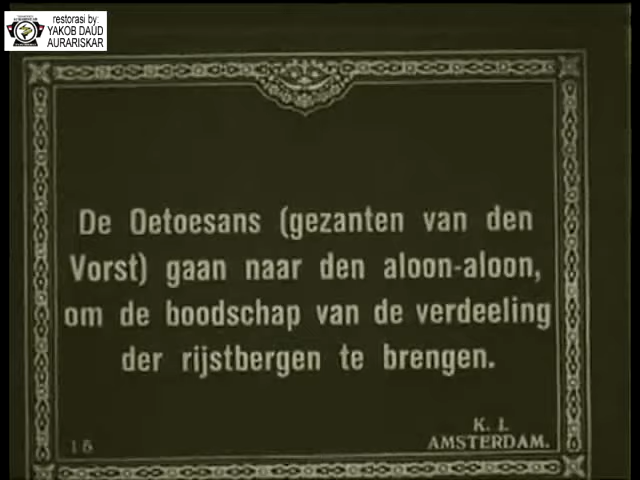 restorasi by:
YAKOB DAUD
AURARISKAR
De Oetoesans (gezanten van den
Vorst) gaan naar den aloon-aloon,
om de boodschap van de verdeeling
der rijstbergen te brengen.
K. I.
15
AMSTERDAM.